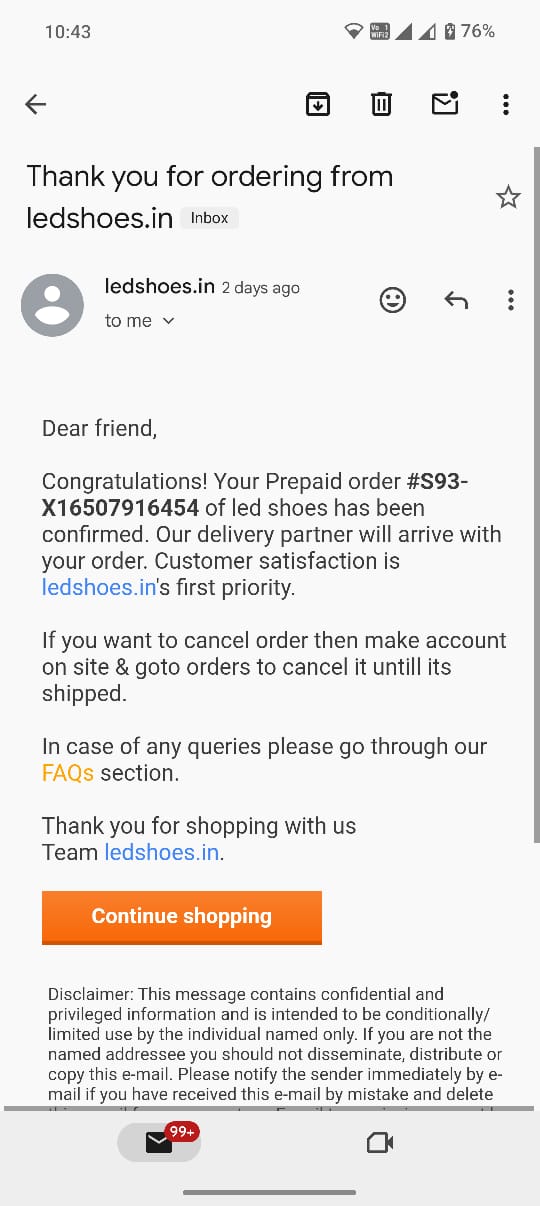 10:43
Vo 1
WiFi2
76%
Thank you for ordering from
ledshoes.in Inbox
ledshoes.in 2 days ago
to me
Dear friend,
Congratulations! Your Prepaid order #S93-
X16507916454 of led shoes has been
confirmed. Our delivery partner will arrive with
your order. Customer satisfaction is
ledshoes.in's first priority.
If you want to cancel order then make account
on site & goto orders to cancel it untill its
shipped.
In case of any queries please go through our
FAQs section.
Thank you for shopping with us
Team ledshoes.in.
Continue shopping
Disclaimer: This message contains confidential and
privileged information and is intended to be conditionally/
limited use by the individual named only. If you are not the
named addressee you should not disseminate, distribute or
copy this e-mail. Please notify the sender immediately by e-
mail if you have received this e-mail by mistake and delete
99+